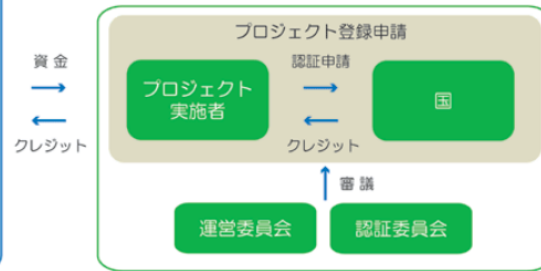 プロジェクト登録申請
資金
認証申請
プロジェクト
実施者
国
クレジット
クレジット
審議
運営委員会
認証委員会